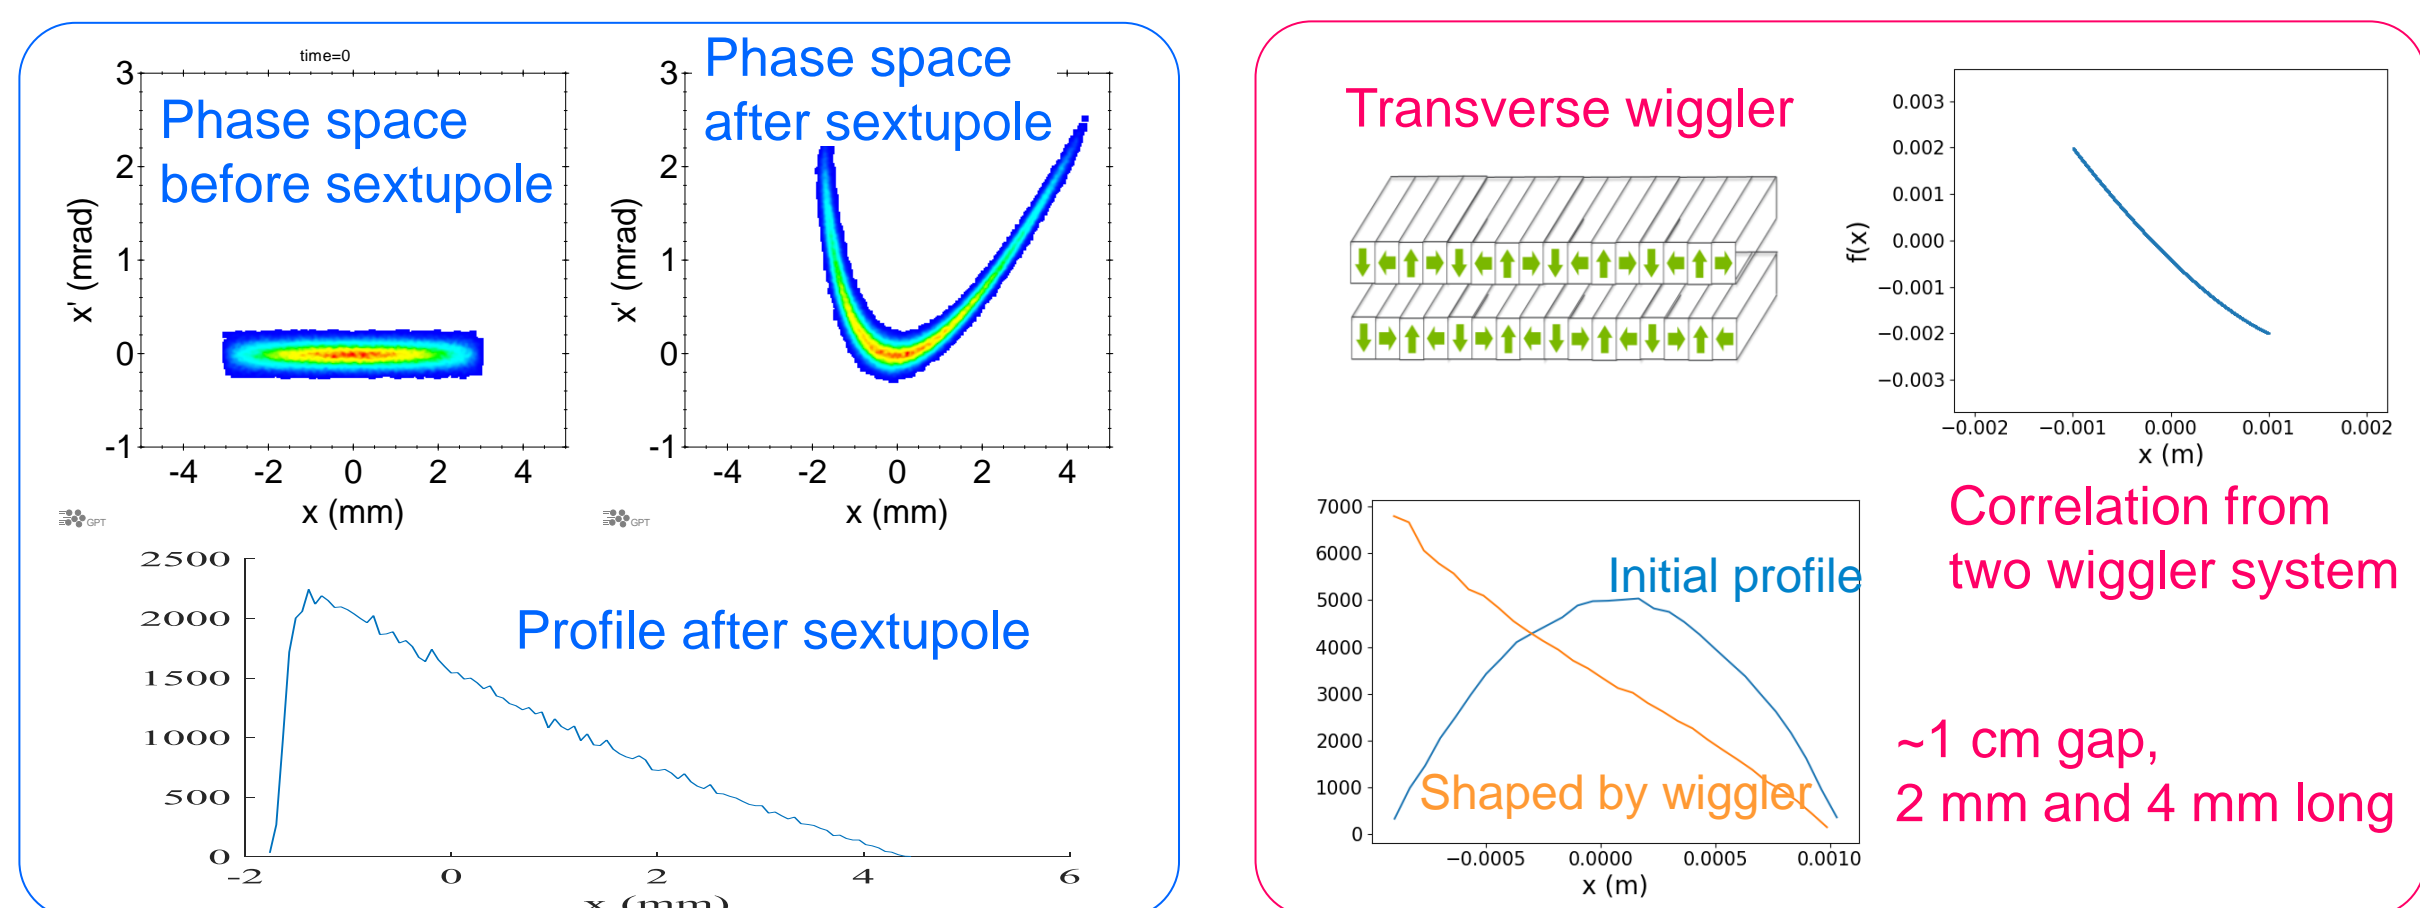 time=0
Phase space
before sextupole
3
2
1
0
-1
x' (mrad)
-4 -2 0 2 4
x (mm)
GPT
Phase space
after sextupole
3
2
1
0
-1
x' (mrad)
-4 -2 0 2 4
x (mm)
GPT
2500
2000
1500
1000
500
0
Profile after sextupole
-2 0 2 4 6
x (mm)
Transverse wiggler
0.003
0.002
0.001
0.000
−0.001
−0.002
−0.003
f(x)
−0.002 −0.001 0.000 0.001 0.002
x (m)
Correlation from
two wiggler system
7000
6000
5000
4000
3000
2000
1000
0
Initial profile
Shaped by wiggler
−0.0005 0.0000 0.0005 0.0010
x (m)
~1 cm gap,
2 mm and 4 mm long